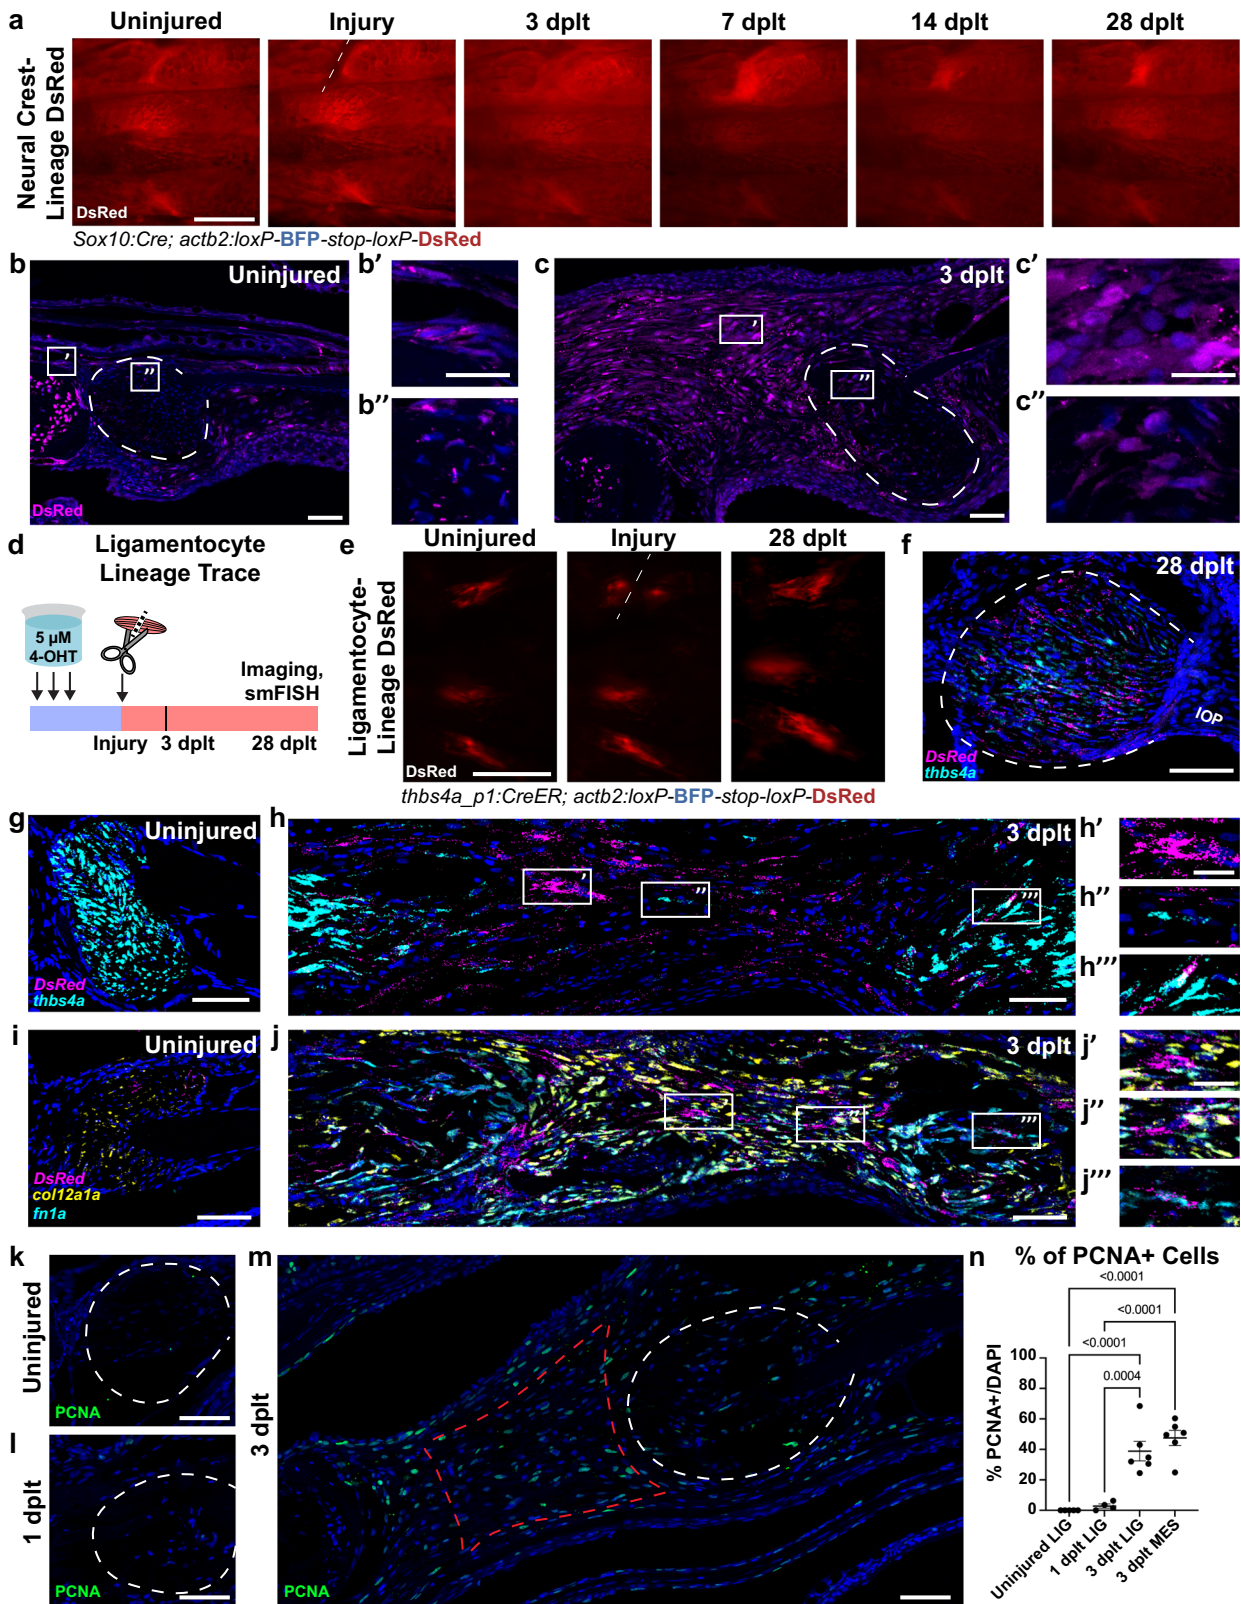 a
Uninjured
Injury
3 dplt
7 dplt
14 dplt
28 dplt
Neural Crest-
Lineage DsRed
DsRed
Sox10:Cre; actb2:loxP-BFP-stop-loxP-DsRed
b
Uninjured
'
''
DsRed
b'
b''
c
3 dplt
'
''
c'
c''
d
Ligamentocyte
Lineage Trace
5 µM
4-OHT
Imaging,
smFISH
Injury
3 dplt
28 dplt
e
Uninjured
Injury
28 dplt
Ligamentocyte-
Lineage DsRed
DsRed
thbs4a_p1:CreER; actb2:loxP-BFP-stop-loxP-DsRed
f
28 dplt
IOP
DsRed
thbs4a
g
Uninjured
DsRed
thbs4a
h
3 dplt
'
''
'''
h'
h''
h'''
i
Uninjured
DsRed
col12a1a
fn1a
j
3 dplt
''
'''
j'
j''
j'''
k
Uninjured
PCNA
l
1 dplt
PCNA
m
3 dplt
PCNA
n
% of PCNA+ Cells
<0.0001
<0.0001
<0.0001
0.0004
% PCNA+/DAPI
100
80
60
40
20
0
Uninjured LIG
1 dplt LIG
3 dplt LIG
3 dplt MES